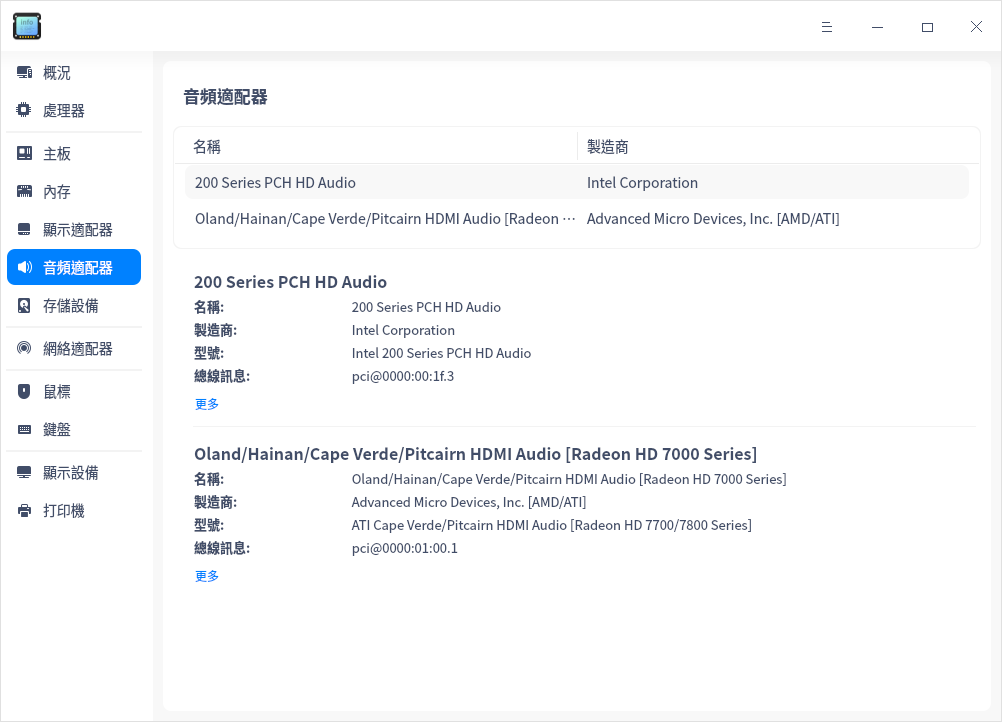 info
概況
處理器
主板
內存
顯示適配器
音頻適配器
存儲設備
網絡適配器
鼠標
鍵盤
顯示設備
打印機
音頻適配器
名稱 製造商
200 Series PCH HD Audio Intel Corporation
Oland/Hainan/Cape Verde/Pitcairn HDMI Audio [Radeon ··· Advanced Micro Devices, Inc. [AMD/ATI]
200 Series PCH HD Audio
名稱: 200 Series PCH HD Audio
製造商: Intel Corporation
型號: Intel 200 Series PCH HD Audio
總線訊息: pci@0000:00:1f.3
更多
Oland/Hainan/Cape Verde/Pitcairn HDMI Audio [Radeon HD 7000 Series]
名稱: Oland/Hainan/Cape Verde/Pitcairn HDMI Audio [Radeon HD 7000 Series]
製造商: Advanced Micro Devices, Inc. [AMD/ATI]
型號: ATI Cape Verde/Pitcairn HDMI Audio [Radeon HD 7700/7800 Series]
總線訊息: pci@0000:01:00.1
更多